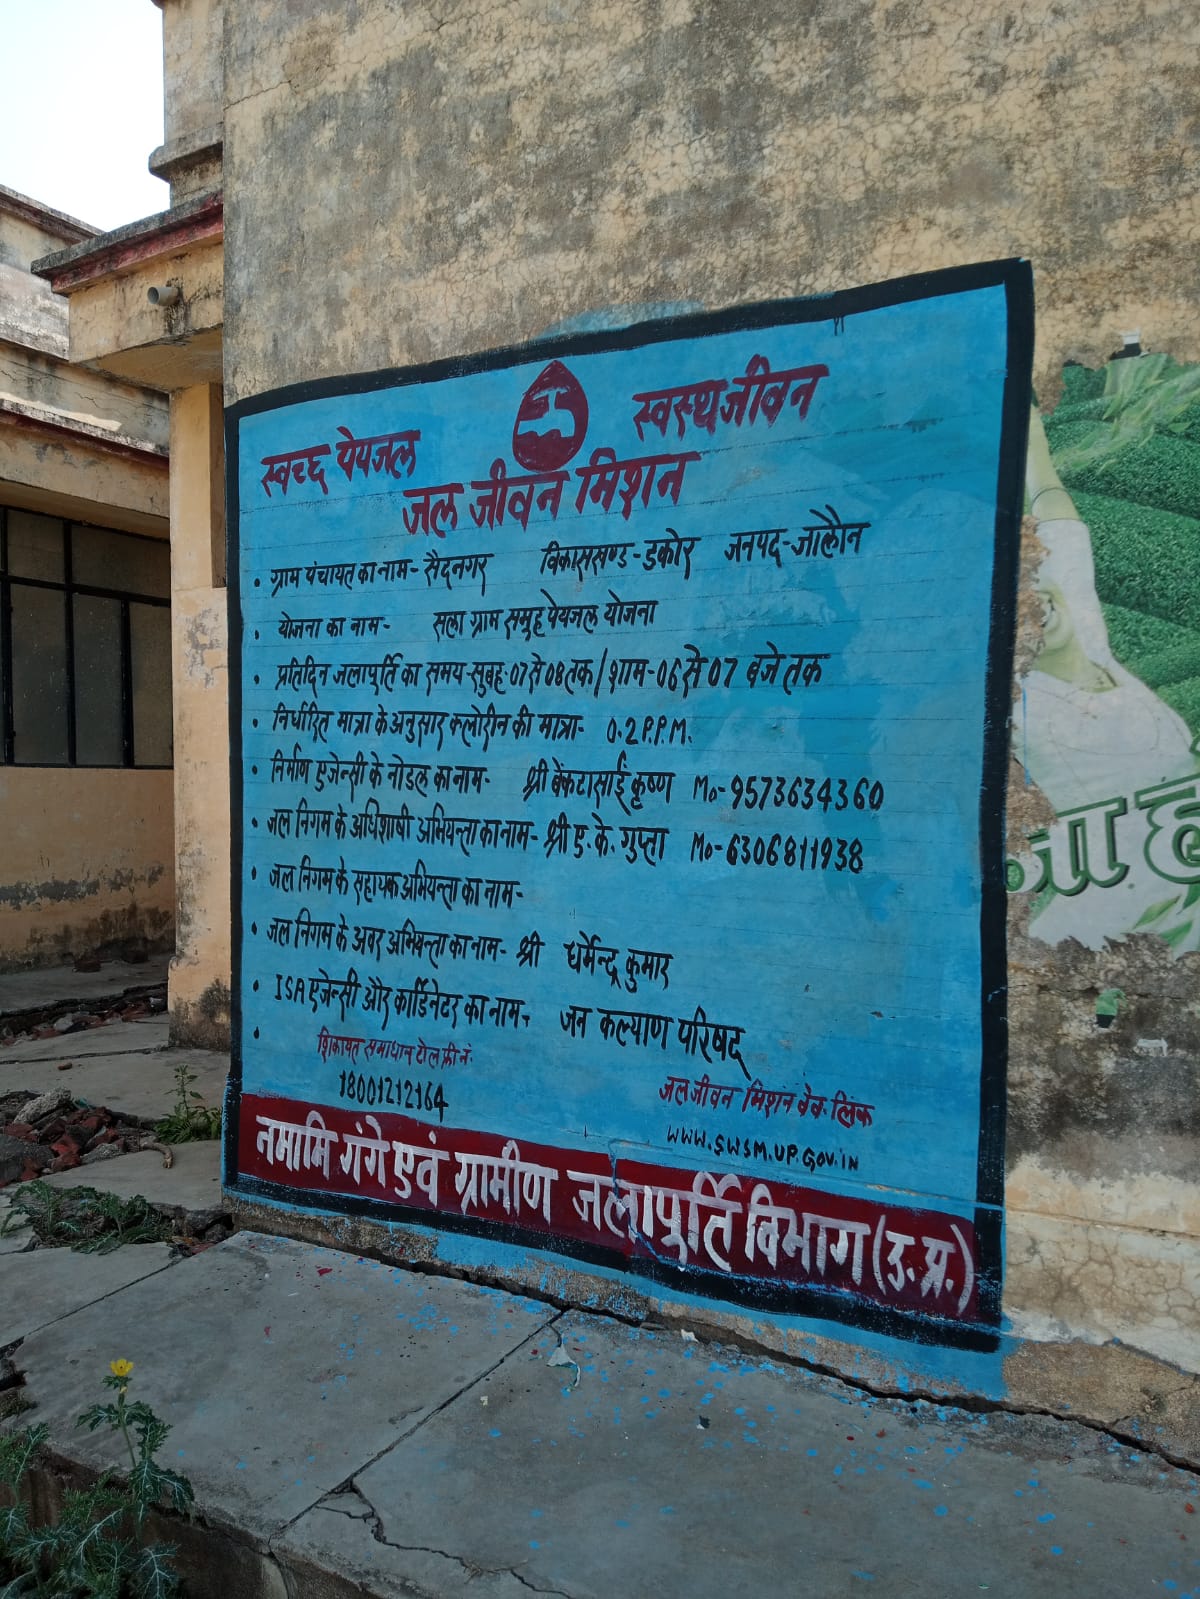 स्वच्छ पेयजल स्वस्थ जीवन
जल जीवन मिशन
• ग्राम पंचायत का नाम - सैदनगर विकासखण्ड - डकोर जनपद - जालौन
• योजना का नाम - सला ग्राम समूह पेयजल योजना
• प्रतिदिन जलापूर्ति का समय - सुबह - 07 से 08 तक / शाम - 06 से 07 बजे तक
• निर्धारित मात्रा के अनुसार क्लोरीन की मात्रा - 0.2 P.P.M.
• निर्माण एजेन्सी के नोडल का नाम - श्री वेंकटासाई कृष्ण Mo-9573634360
• जल निगम के अधिशाषी अभियन्ता का नाम - श्री ए. के. गुप्ता Mo-6306811938
• जल निगम के सहायक अभियन्ता का नाम -
• जल निगम के अवर अभियन्ता का नाम - श्री धर्मेन्द्र कुमार
• ISA एजेन्सी और कार्डिनेटर का नाम - जन कल्याण परिषद्
शिकायत समाधान टोल फ्री नं.
18001212164
जल जीवन मिशन वेब लिंक
WWW.SWSM.UP.GOV.IN
नमामि गंगे एवं ग्रामीण जलापूर्ति विभाग (उ.प्र.)